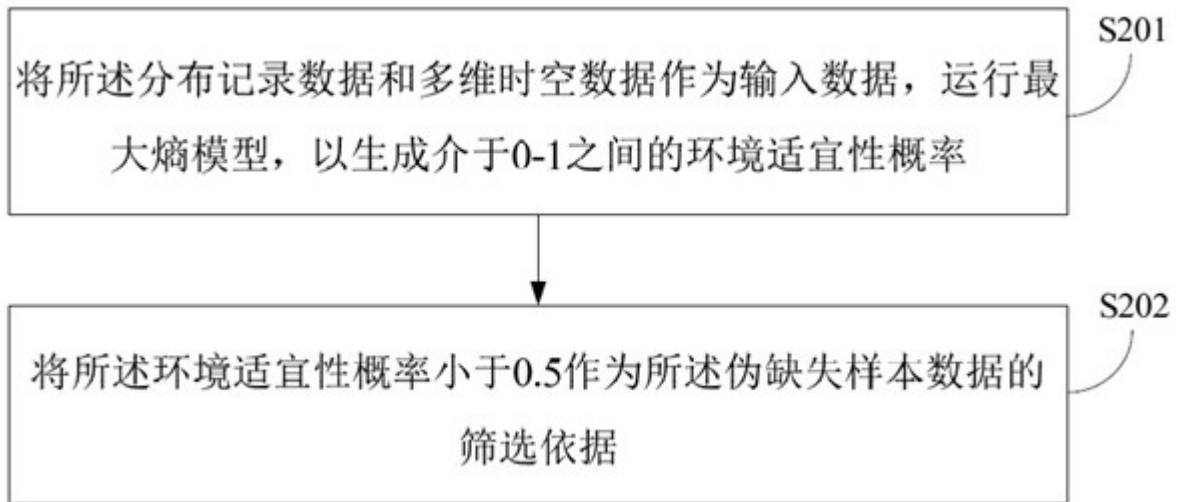 S201
将所述分布记录数据和多维时空数据作为输入数据，运行最
大熵模型，以生成介于0-1之间的环境适宜性概率
S202
将所述环境适宜性概率小于0.5作为所述伪缺失样本数据的
筛选依据